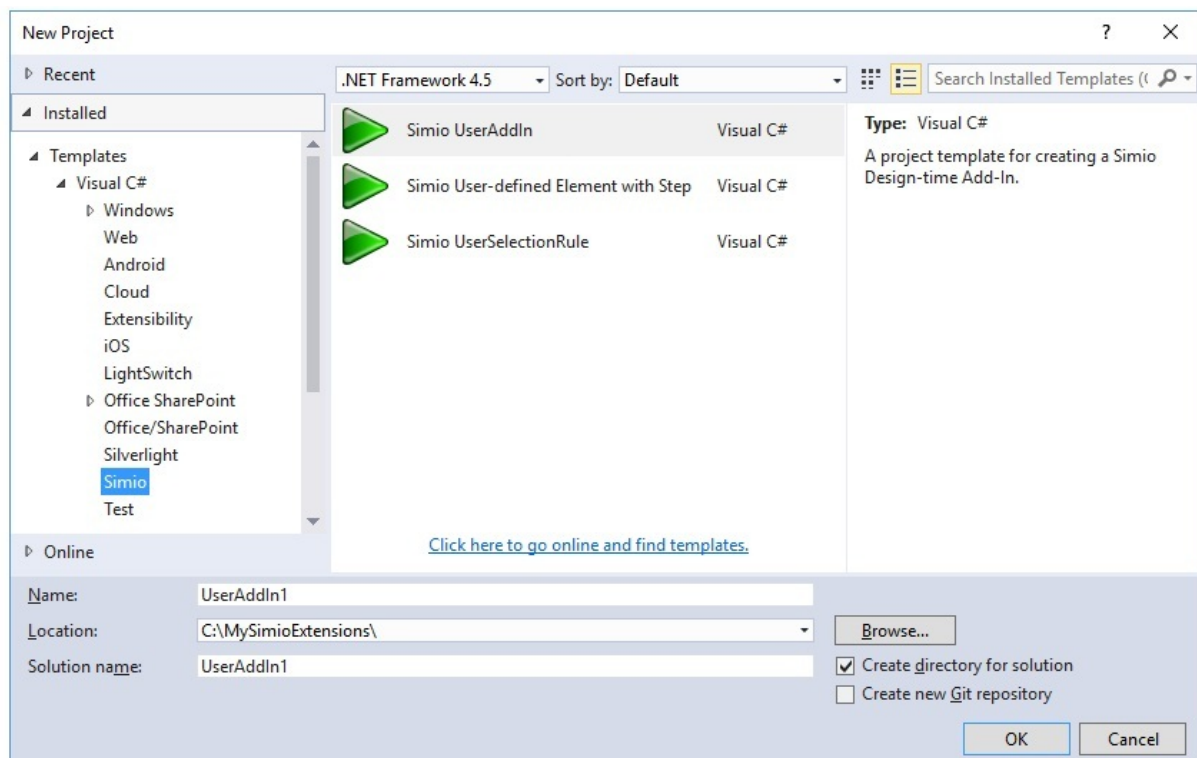 New Project
?
Recent
.NET Framework 4.5
Sort by: Default
Search Installed Templates (
Installed
Templates
Visual C#
Windows
Web
Android
Cloud
Extensibility
iOS
LightSwitch
Office SharePoint
Office/SharePoint
Silverlight
Simio
Test
Online
Simio UserAddIn Visual C#
Simio User-defined Element with Step Visual C#
Simio UserSelectionRule Visual C#
Click here to go online and find templates.
Type: Visual C#
A project template for creating a Simio
Design-time Add-In.
Name: UserAddIn1
Location: C:\MySimioExtensions\
Browse...
Solution name: UserAddIn1
Create directory for solution
Create new Git repository
OK
Cancel